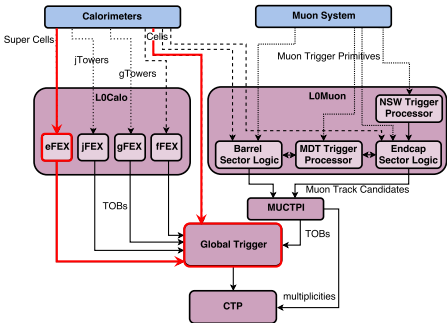 Calorimeters
Muon System
Super Cells
Cells
jTowers
gTowers
Muon Trigger Primitives
L0Calo
L0Muon
NSW Trigger
Processor
eFEX
jFEX
gFEX
fFEX
Barrel
Sector Logic
MDT Trigger
Processor
Endcap
Sector Logic
TOBs
Muon Track Candidates
MUCTPI
Global Trigger
TOBs
CTP
multiplicities